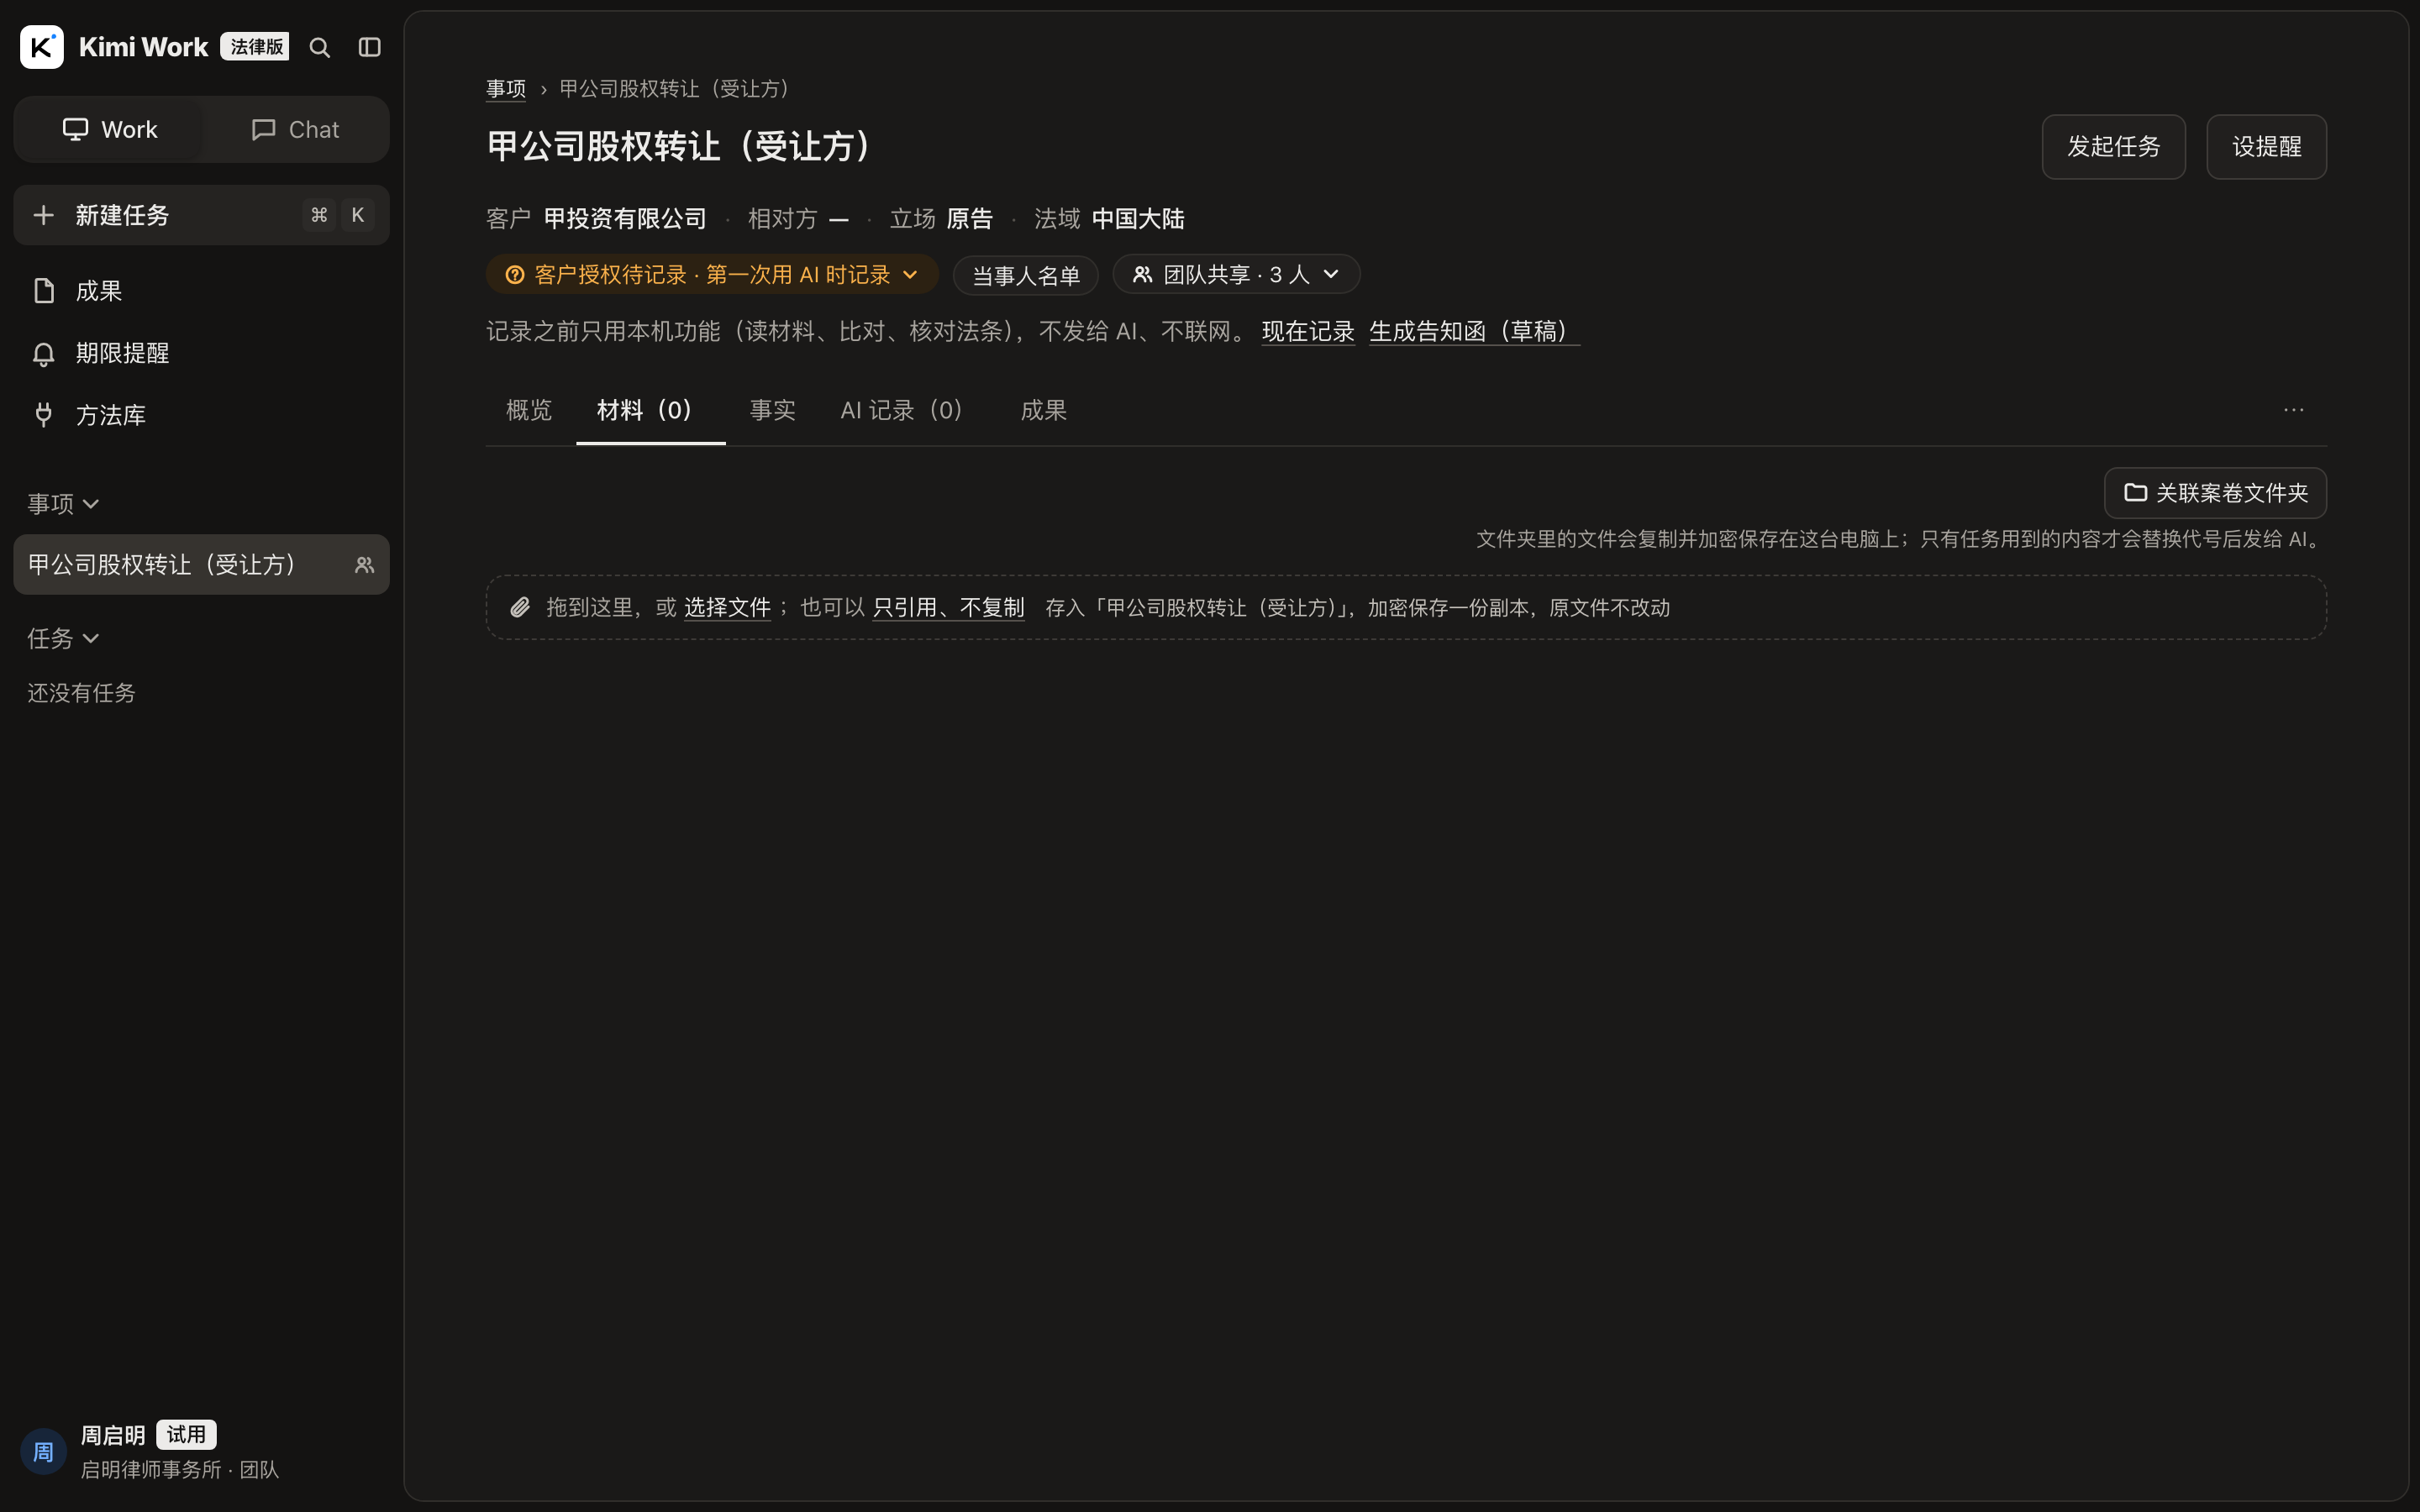 Kimi Work 法律版
Work Chat
新建任务 ⌘ K
成果
期限提醒
方法库
事项
甲公司股权转让（受让方）
任务
还没有任务
周 周启明 试用
启明律师事务所 · 团队
事项 › 甲公司股权转让（受让方）
甲公司股权转让（受让方）
发起任务 设提醒
客户 甲投资有限公司 · 相对方 — · 立场 原告 · 法域 中国大陆
客户授权待记录 · 第一次用 AI 时记录 当事人名单 团队共享 · 3 人
记录之前只用本机功能（读材料、比对、核对法条），不发给 AI、不联网。 现在记录 生成告知函（草稿）
概览 材料（0） 事实 AI 记录（0） 成果 ···
关联案卷文件夹
文件夹里的文件会复制并加密保存在这台电脑上；只有任务用到的内容才会替换代号后发给 AI。
拖到这里，或 选择文件 ；也可以 只引用、不复制 存入「甲公司股权转让（受让方）」，加密保存一份副本，原文件不改动